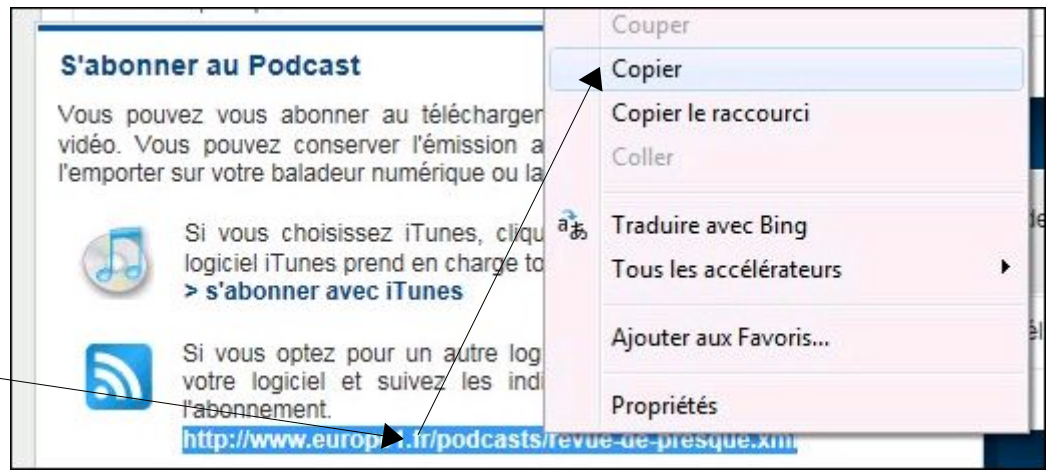 S'abonner au Podcast
Vous pouvez vous abonner au télécharger
vidéo. Vous pouvez conserver l'émission a
l'emporter sur votre baladeur numérique ou la
Si vous choisissez iTunes, cliqu
logiciel iTunes prend en charge to
> s'abonner avec iTunes
Si vous optez pour un autre log
votre logiciel et suivez les indi
l'abonnement.
http://www.europe1.fr/podcasts/revue-de-presque.xml
Couper
Copier
Copier le raccourci
Coller
Traduire avec Bing
Tous les accélérateurs
Ajouter aux Favoris...
Propriétés